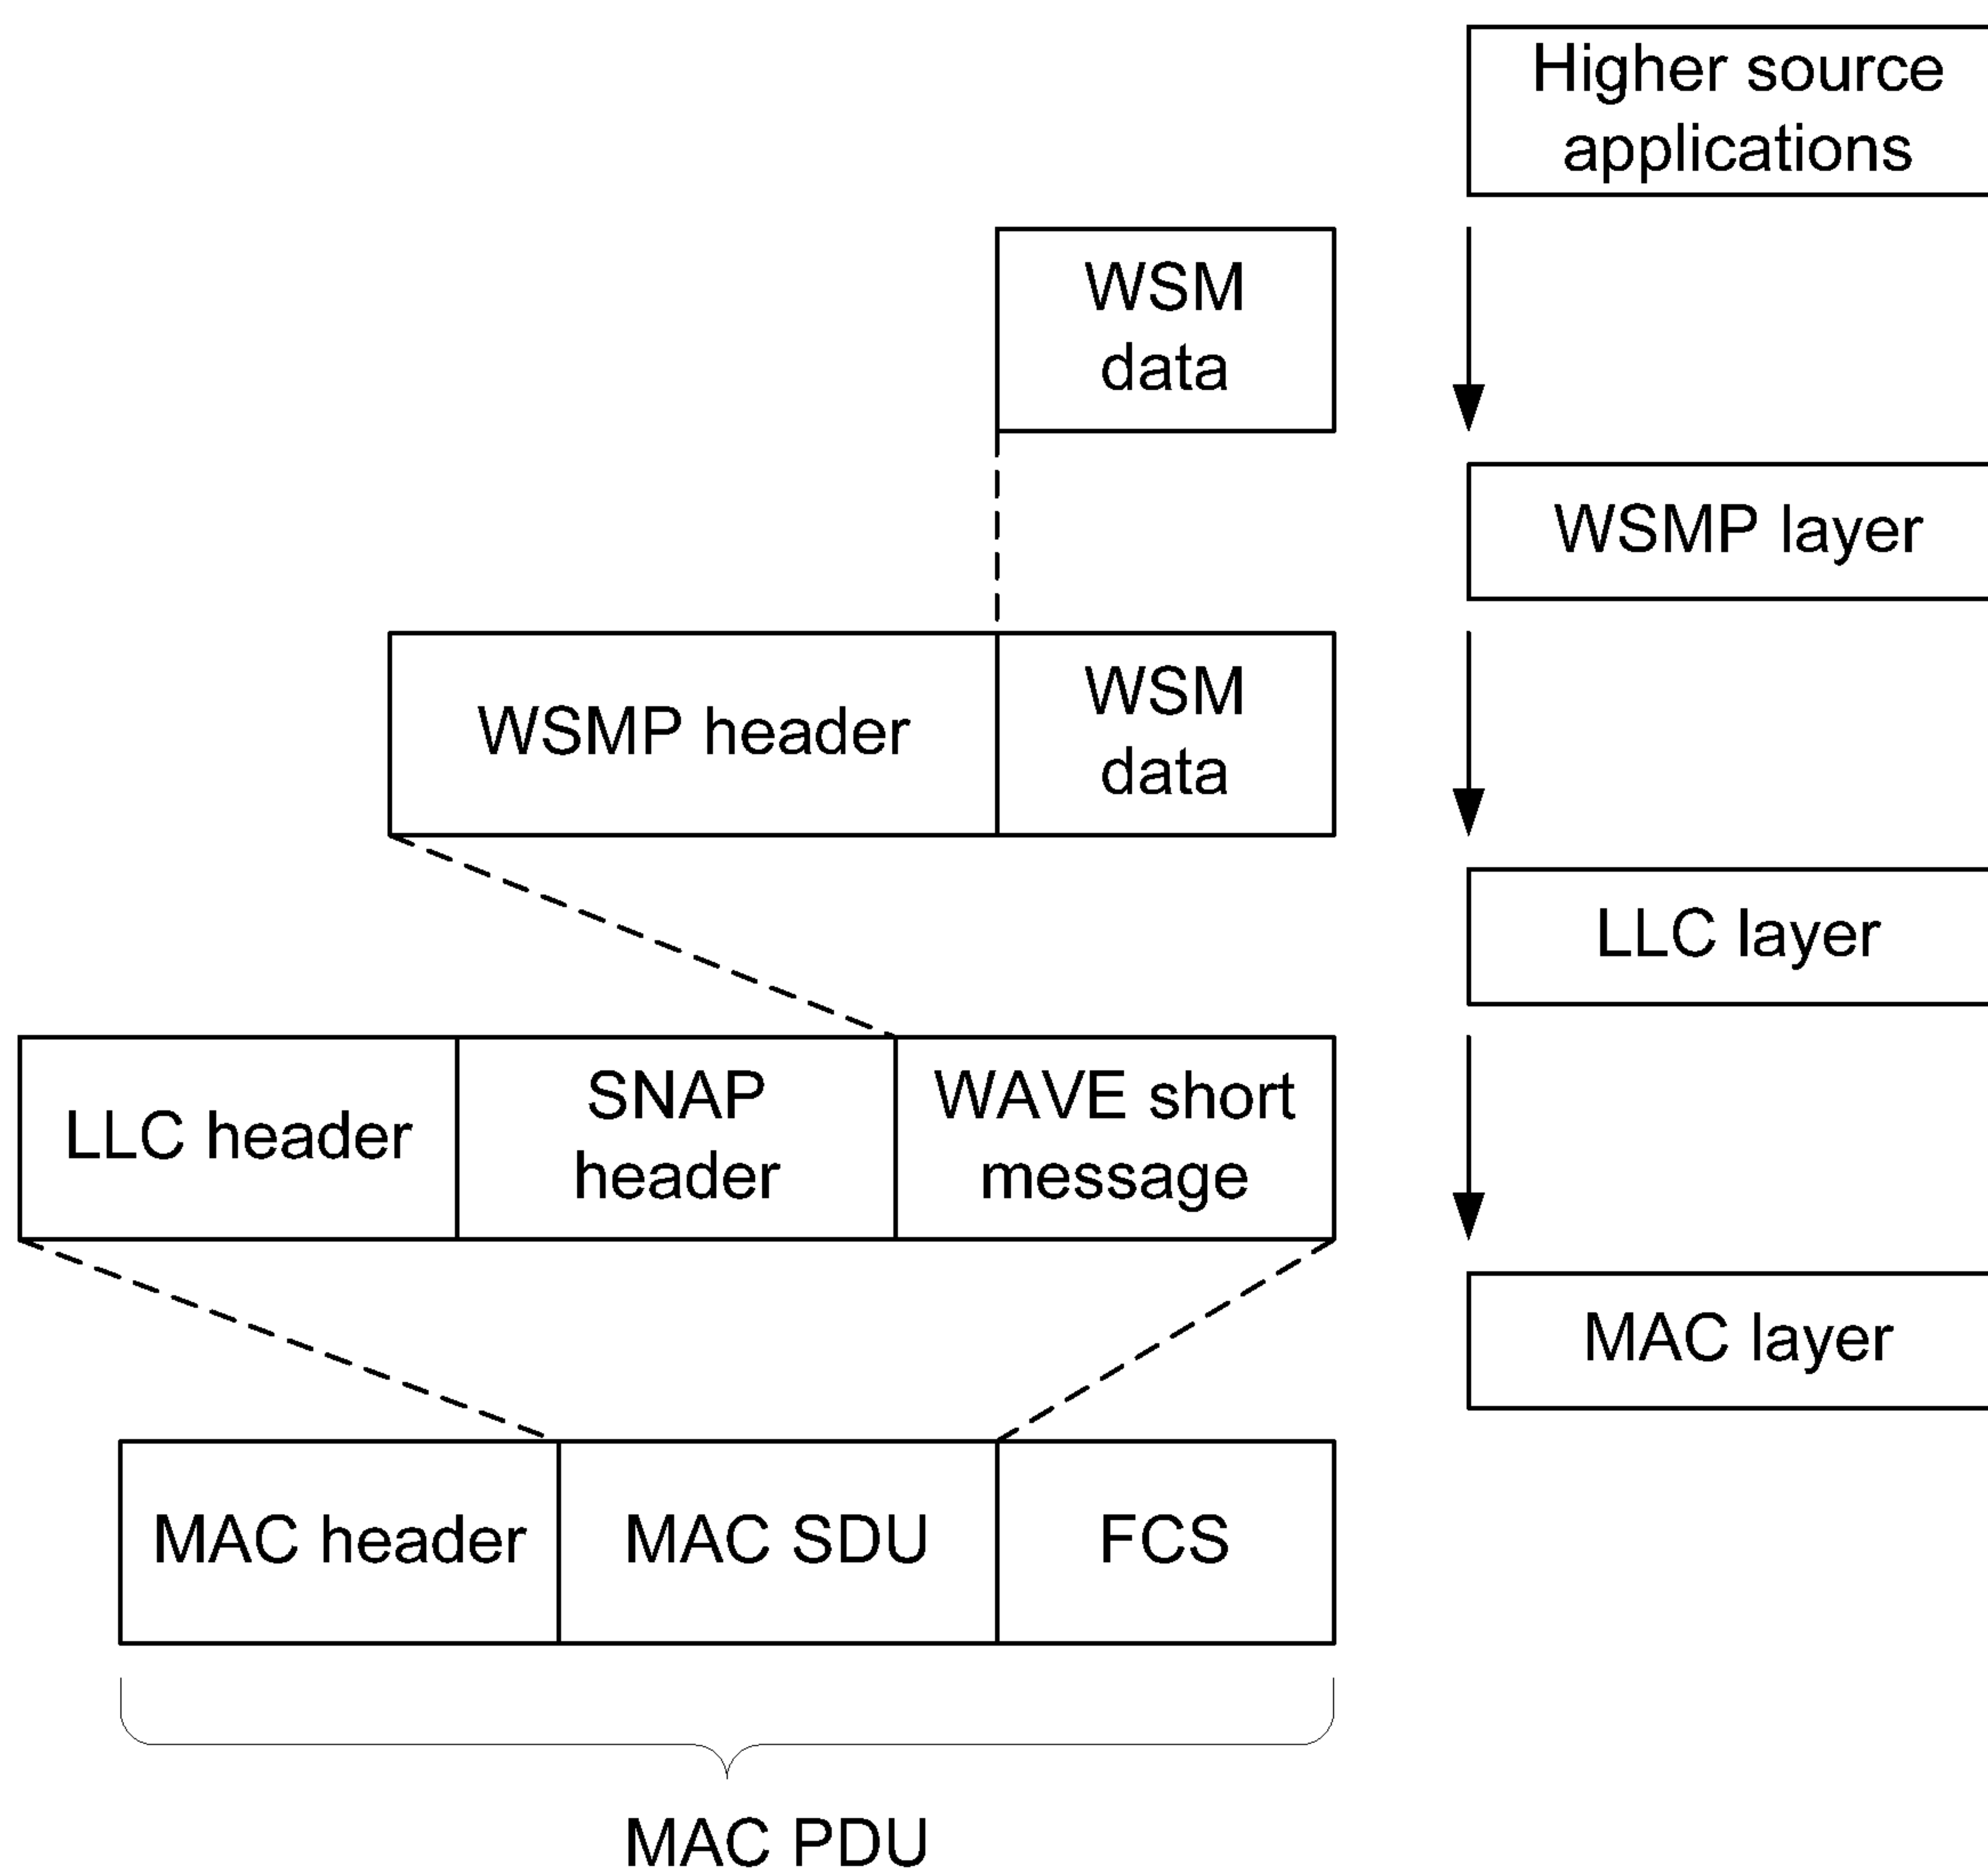 Higher source
applications
WSM
data
WSMP layer
WSMP header
WSM
data
LLC layer
LLC header
SNAP
header
WAVE short
message
MAC layer
MAC header
MAC SDU
FCS
MAC PDU